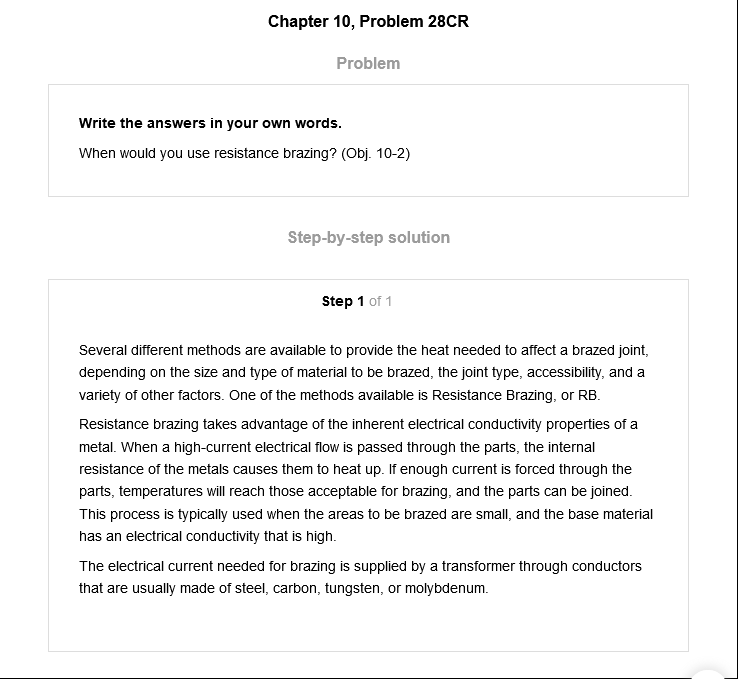 Chapter 10, Problem 28CR
Problem
Write the answers in your own words.
When would you use resistance brazing? (Obj. 10-2)
Step-by-step solution
Step 1 of 1
Several different methods are available to provide the heat needed to affect a brazed joint,
depending on the size and type of material to be brazed, the joint type, accessibility, and a
variety of other factors. One of the methods available is Resistance Brazing, or RB.
Resistance brazing takes advantage of the inherent electrical conductivity properties of a
metal. When a high-current electrical flow is passed through the parts, the internal
resistance of the metals causes them to heat up. If enough current is forced through the
parts, temperatures will reach those acceptable for brazing, and the parts can be joined.
This process is typically used when the areas to be brazed are small, and the base material
has an electrical conductivity that is high.
The electrical current needed for brazing is supplied by a transformer through conductors
that are usually made of steel, carbon, tungsten, or molybdenum.